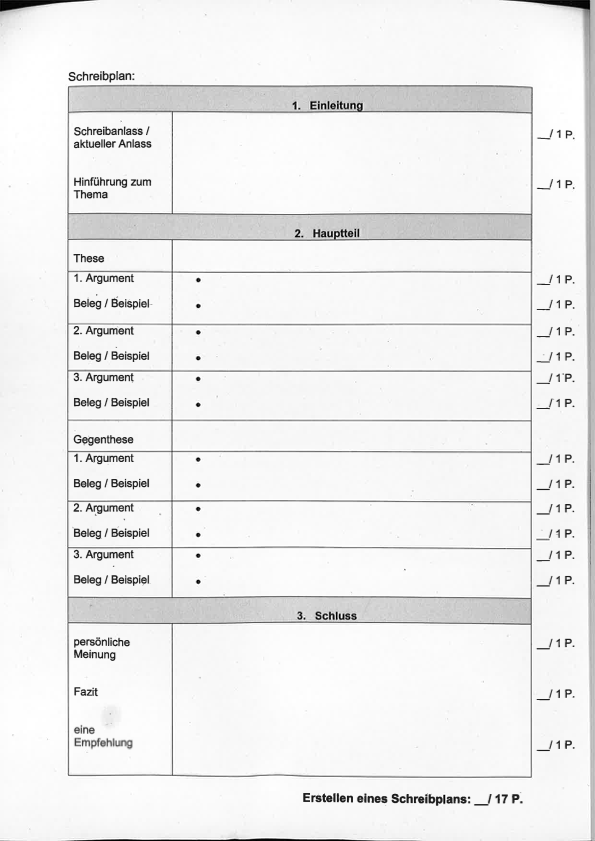 Schreibplan:
1. Einleitung
Schreibanlass /
aktueller Anlass
__/ 1 P.
Hinführung zum
Thema
__/ 1 P.
2. Hauptteil
These
1. Argument
•
__/ 1 P.
Beleg / Beispiel
•
__/ 1 P.
2. Argument
•
__/ 1 P.
Beleg / Beispiel
•
__/ 1 P.
3. Argument
•
__/ 1 P.
Beleg / Beispiel
•
__/ 1 P.
Gegenthese
1. Argument
•
__/ 1 P.
Beleg / Beispiel
•
__/ 1 P.
2. Argument
•
__/ 1 P.
Beleg / Beispiel
•
__/ 1 P.
3. Argument
•
__/ 1 P.
Beleg / Beispiel
•
__/ 1 P.
3. Schluss
persönliche
Meinung
__/ 1 P.
Fazit
__/ 1 P.
eine
Empfehlung
__/ 1 P.
Erstellen eines Schreibplans: __/ 17 P.